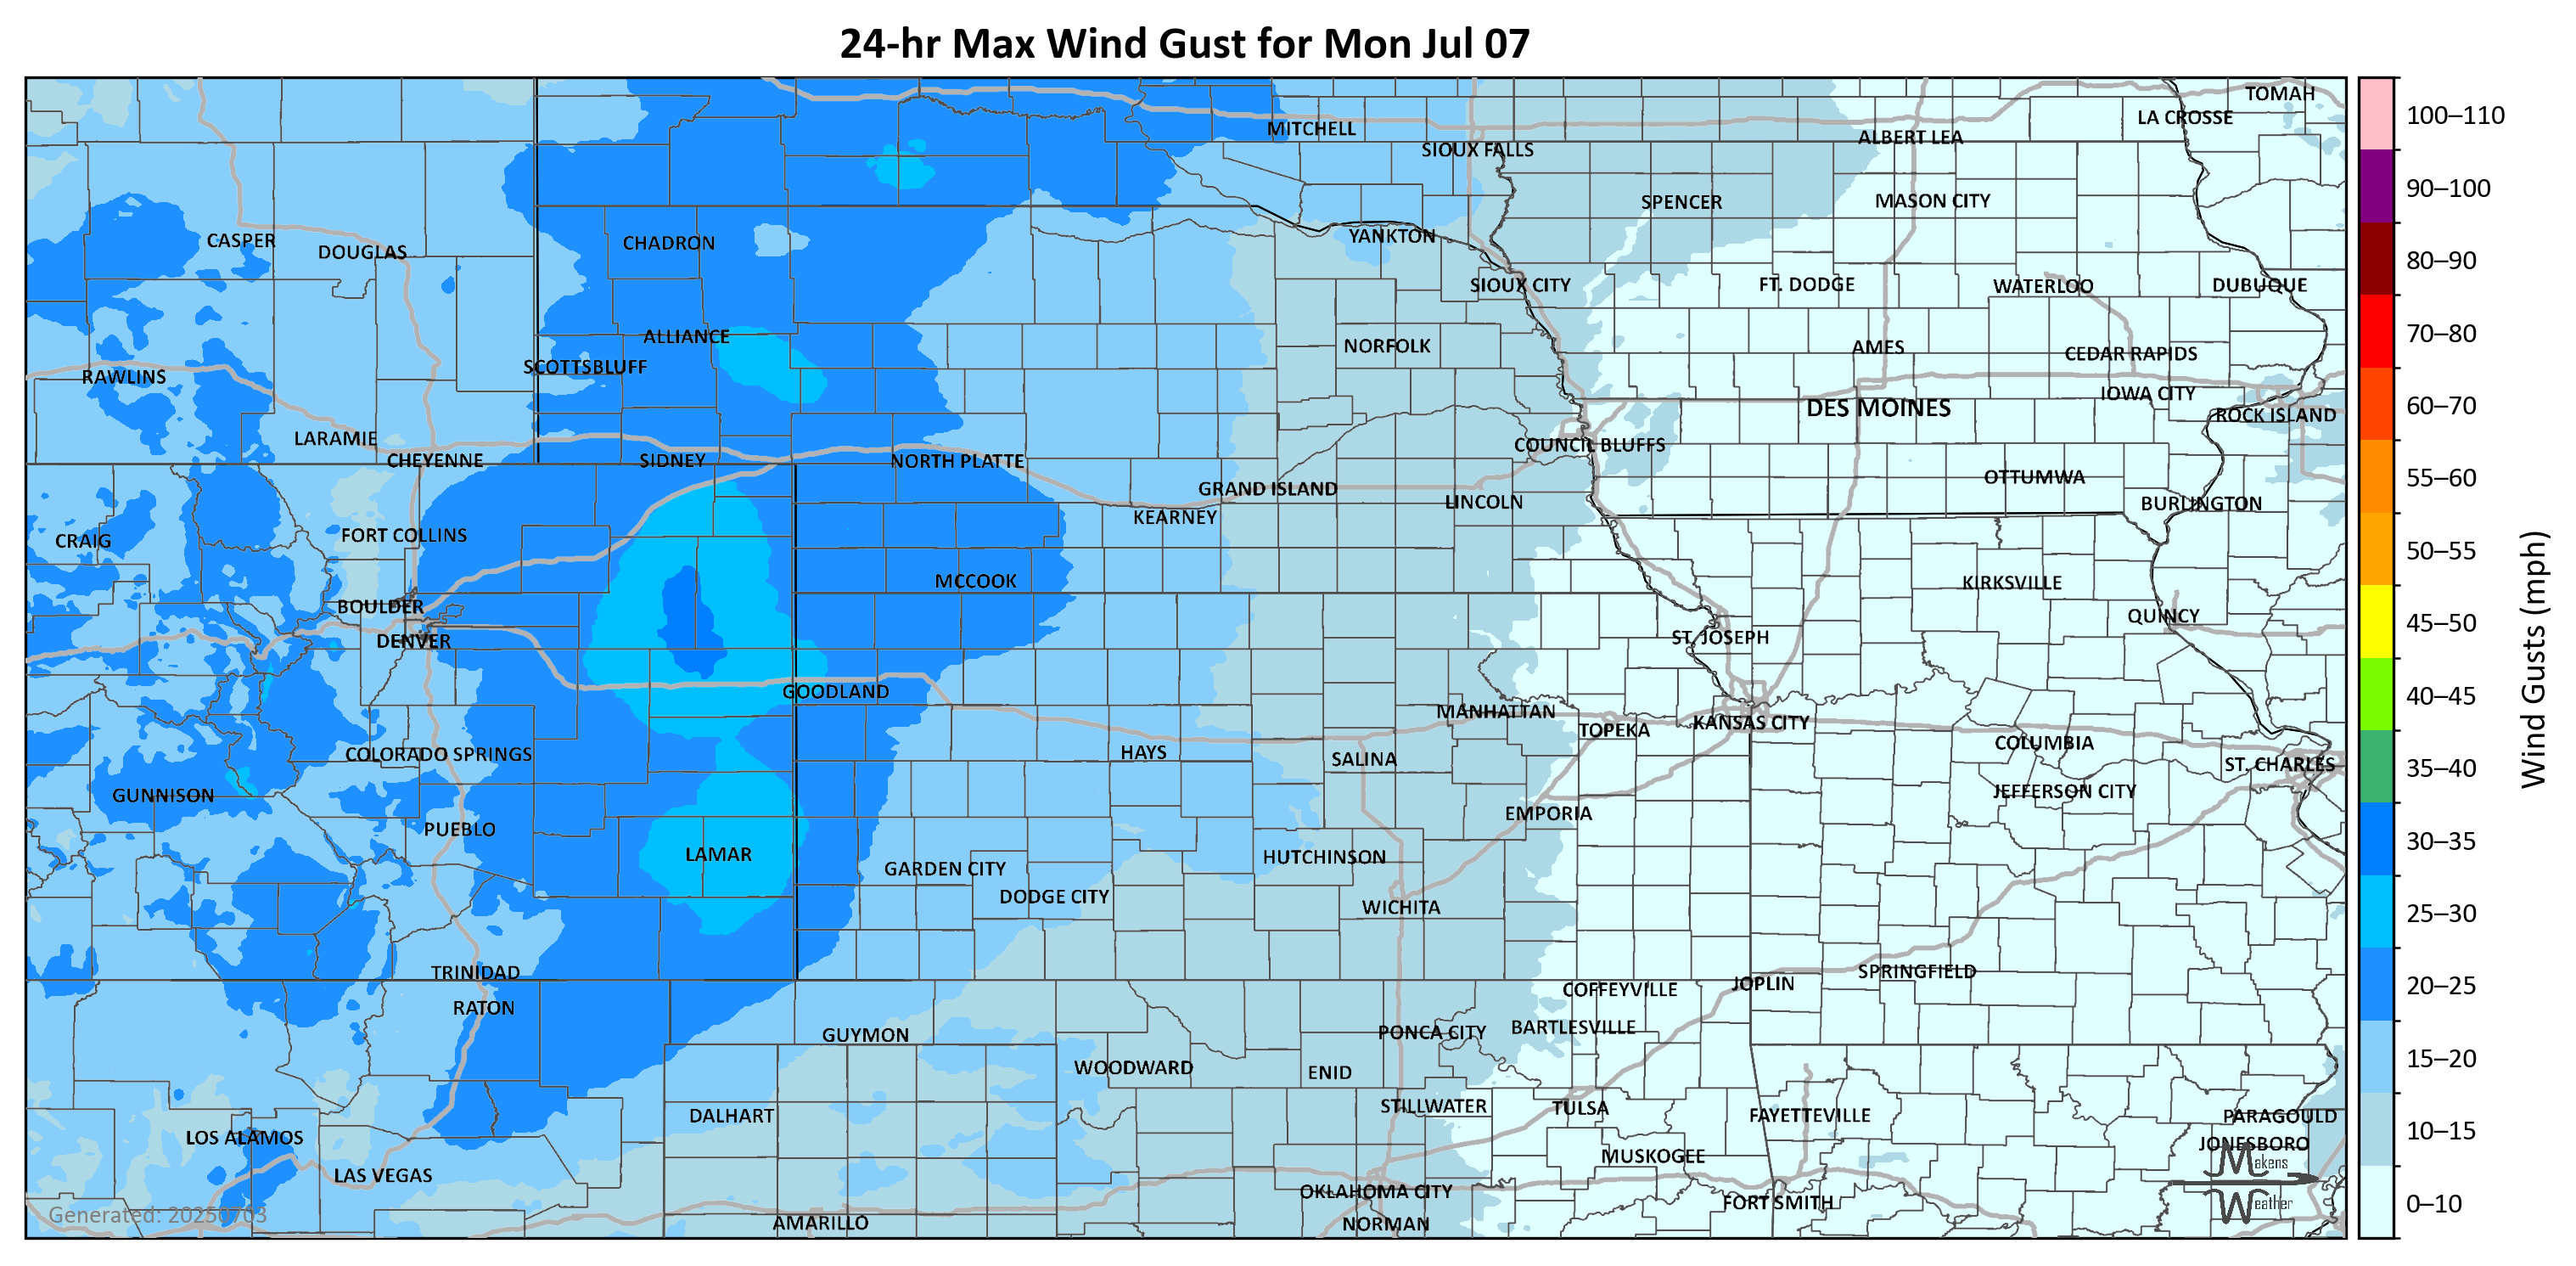 24-hr Max Wind Gust for Mon Jul 07
TOMAH
LA CROSSE
MITCHELL
ALBERT LEA
SIOUX FALLS
SPENCER
MASON CITY
CASPER
DOUGLAS
CHADRON
YANKTON
SIOUX CITY
FT. DODGE
WATERLOO
DUBUQUE
ALLIANCE
NORFOLK
AMES
CEDAR RAPIDS
SCOTTSBLUFF
RAWLINS
IOWA CITY
DES MOINES
ROCK ISLAND
LARAMIE
COUNCIL BLUFFS
CHEYENNE
SIDNEY
NORTH PLATTE
OTTUMWA
GRAND ISLAND
LINCOLN
BURLINGTON
KEARNEY
FORT COLLINS
CRAIG
MCCOOK
KIRKSVILLE
BOULDER
QUINCY
DENVER
ST. JOSEPH
GOODLAND
MANHATTAN
TOPEKA
KANSAS CITY
COLUMBIA
COLORADO SPRINGS
HAYS
SALINA
ST. CHARLES
GUNNISON
JEFFERSON CITY
EMPORIA
PUEBLO
LAMAR
HUTCHINSON
GARDEN CITY
DODGE CITY
WICHITA
TRINIDAD
SPRINGFIELD
JOPLIN
COFFEYVILLE
RATON
GUYMON
PONCA CITY
BARTLESVILLE
WOODWARD
ENID
STILLWATER
TULSA
DALHART
FAYETTEVILLE
PARAGOULD
LOS ALAMOS
JONESBORO
MUSKOGEE
LAS VEGAS
OKLAHOMA CITY
FORT SMITH
AMARILLO
NORMAN
Generated: 20250703
Makens
Weather
100–110
90–100
80–90
70–80
60–70
55–60
50–55
45–50
40–45
35–40
30–35
25–30
20–25
15–20
10–15
0–10
Wind Gusts (mph)